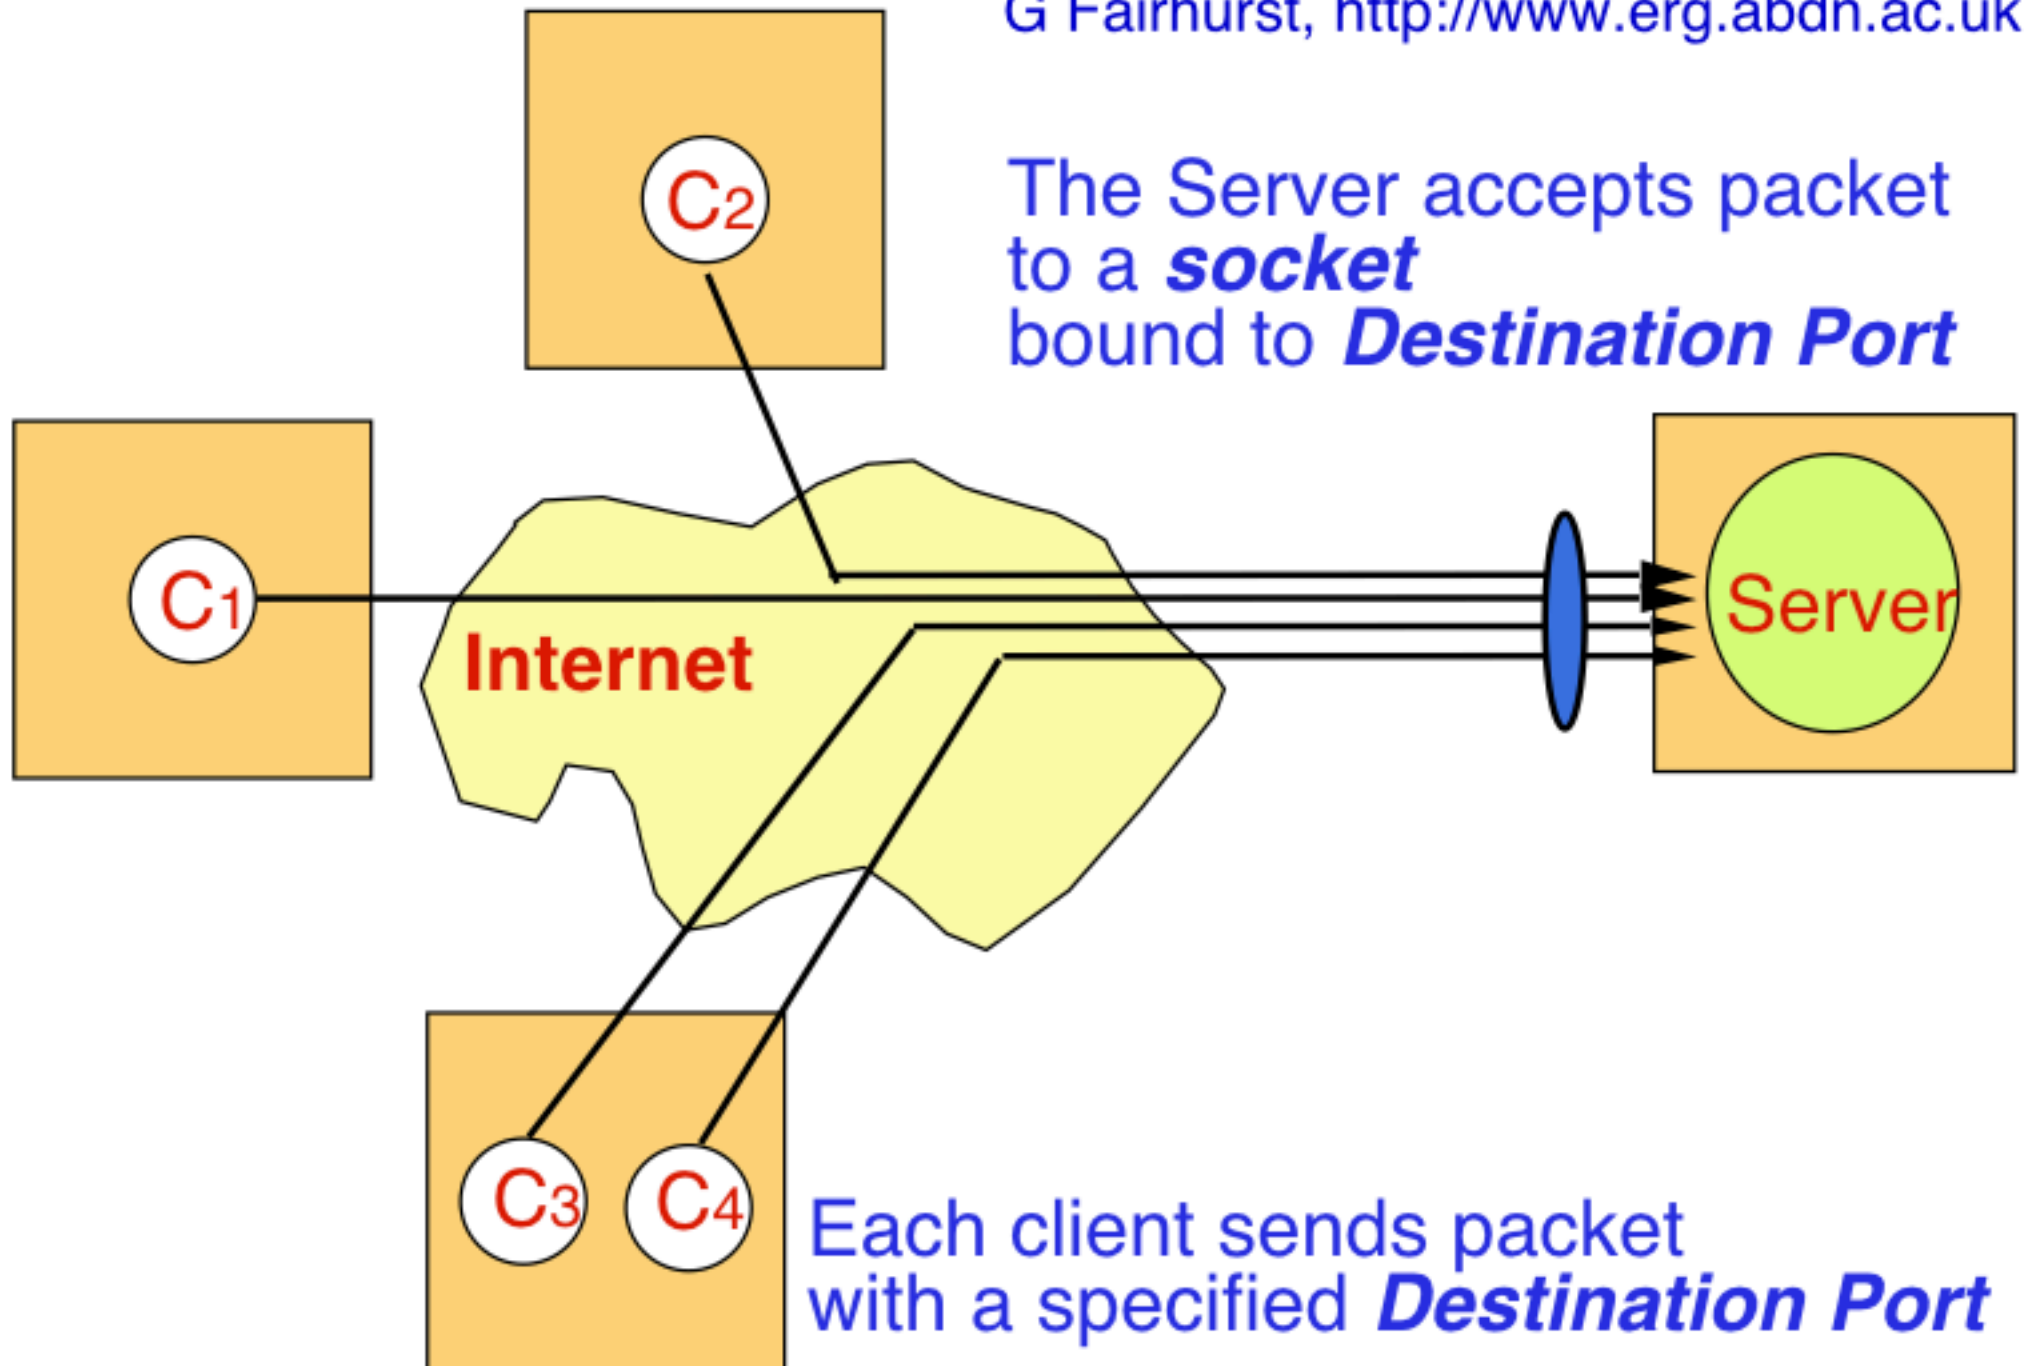 G Fairhurst, http://www.erg.abdn.ac.uk
C2
The Server accepts packet
to a socket
bound to Destination Port
C1
Internet
Server
C3
C4
Each client sends packet
with a specified Destination Port